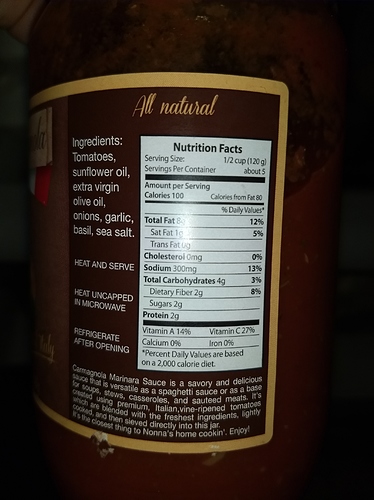 All natural
Ingredients:
Tomatoes,
sunflower oil,
extra virgin
olive oil,
onions, garlic,
basil, sea salt.
HEAT AND SERVE
HEAT UNCAPPED
IN MICROWAVE
REFRIGERATE
AFTER OPENING
Nutrition Facts
Serving Size: 1/2 cup (120 g)
Servings Per Container about 5
Amount per Serving
Calories 100 Calories from Fat 80
% Daily Values*
Total Fat 8g 12%
Sat Fat 1g 5%
Trans Fat 0g
Cholesterol 0mg 0%
Sodium 300mg 13%
Total Carbohydrates 4g 3%
Dietary Fiber 2g 8%
Sugars 2g
Protein 2g
Vitamin A 14% Vitamin C 27%
Calcium 0% Iron 0%
*Percent Daily Values are based
on a 2,000 calorie diet.
Carmagnola Marinara Sauce is a savory and delicious
sauce that is versatile as a spaghetti sauce or as a base
for soups, stews, casseroles, and sauteed meats. It's
created using premium, Italian,vine-ripened tomatoes
which are blended with the freshest ingredients, lightly
cooked, and then sieved directly into this jar.
It's the closest thing to Nonna's home cookin'. Enjoy!